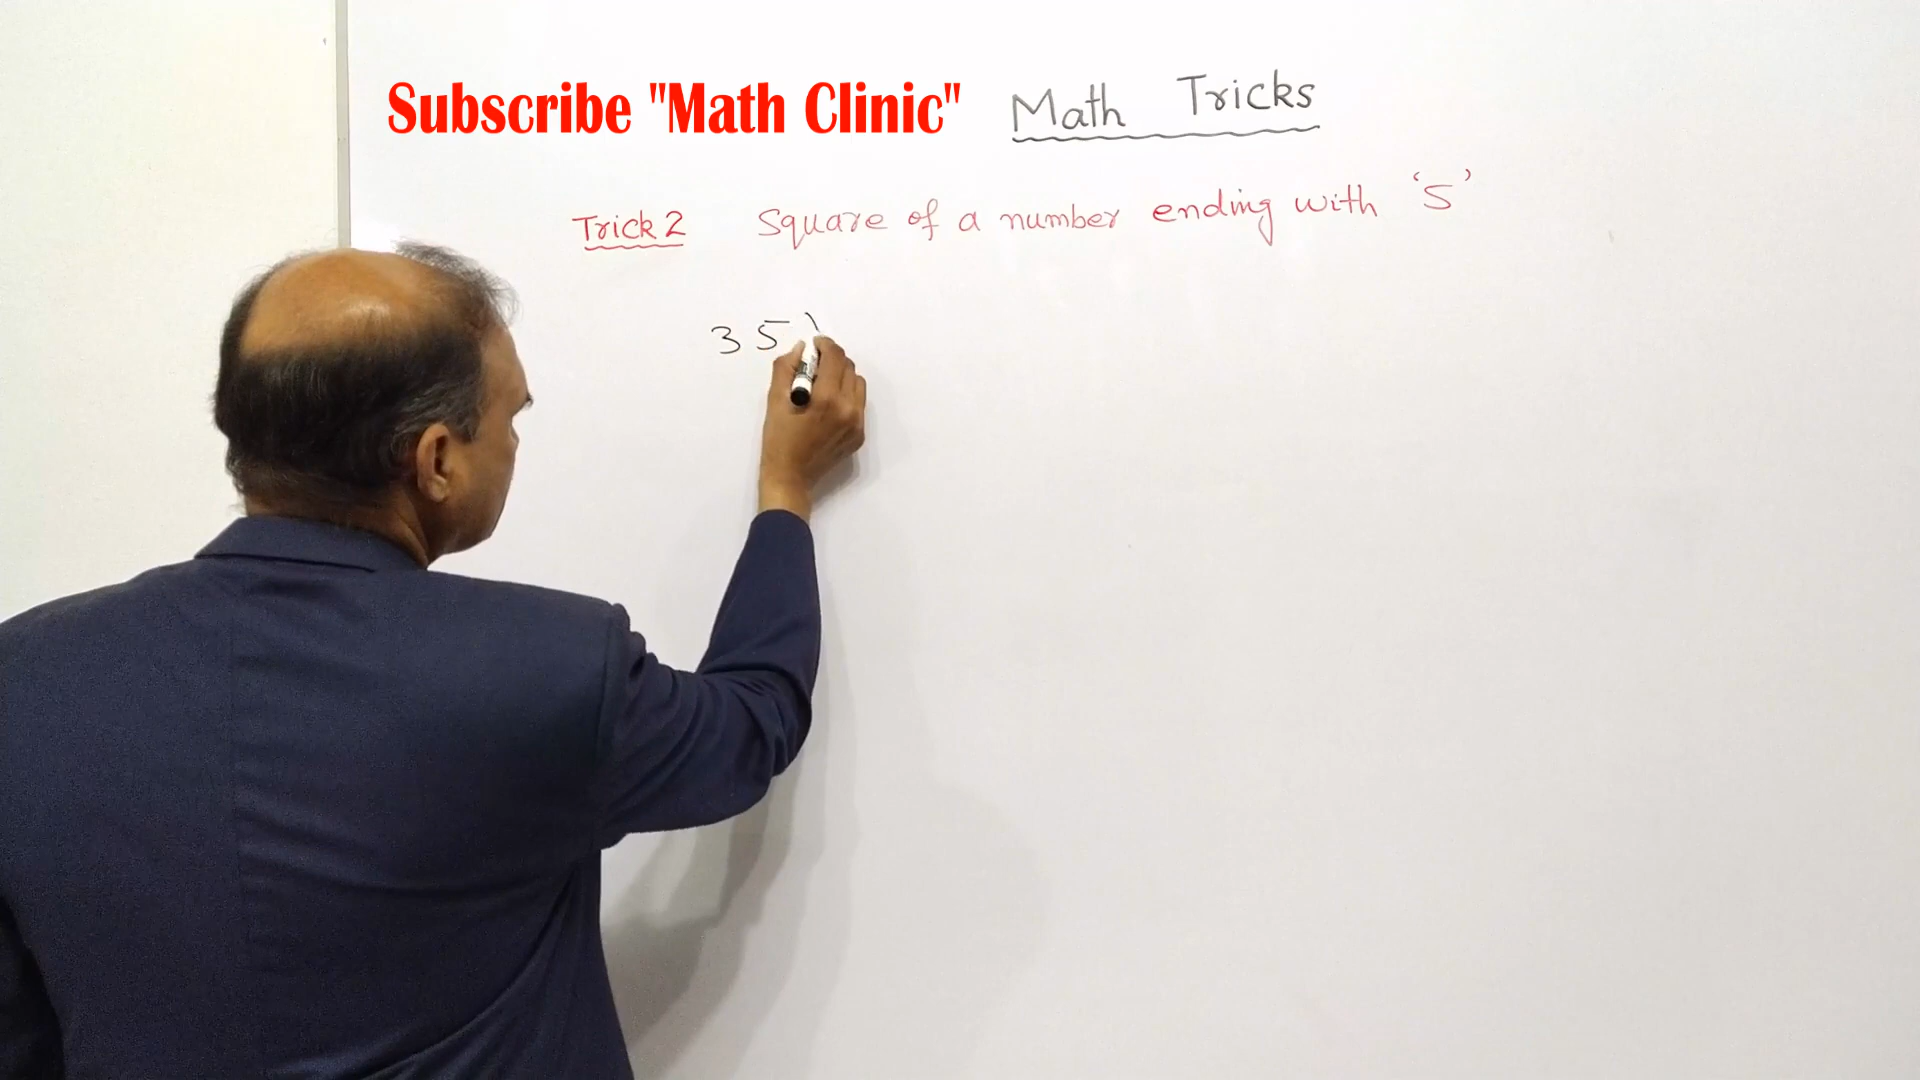 Subscribe "Math Clinic" Math Tricks
Trick 2 Square of a number ending with '5'
35)